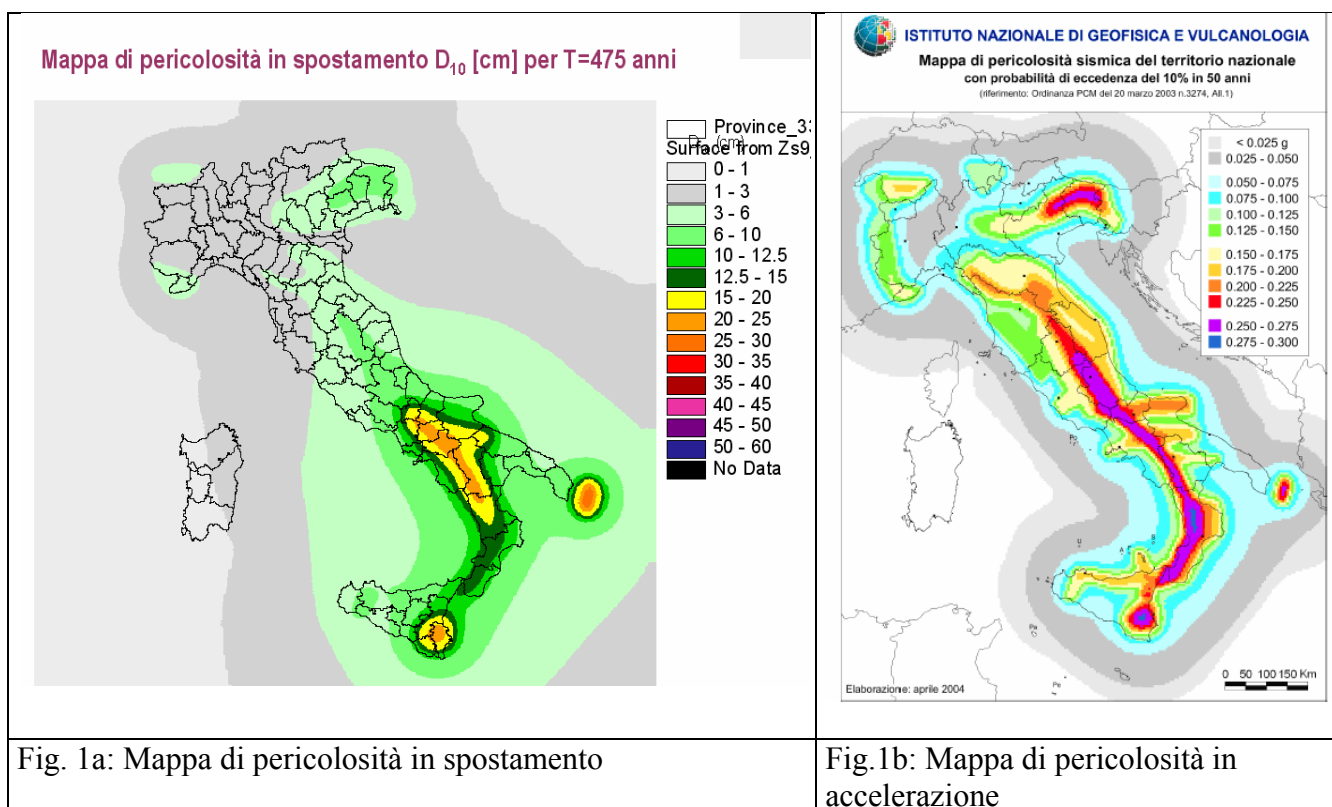 Mappa di pericolosità in spostamento D10 [cm] per T=475 anni
Province_33
Surface from Zs9_
0 - 1
1 - 3
3 - 6
6 - 10
10 - 12.5
12.5 - 15
15 - 20
20 - 25
25 - 30
30 - 35
35 - 40
40 - 45
45 - 50
50 - 60
No Data
Fig. 1a: Mappa di pericolosità in spostamento
ISTITUTO NAZIONALE DI GEOFISICA E VULCANOLOGIA
Mappa di pericolosità sismica del territorio nazionale
con probabilità di eccedenza del 10% in 50 anni
(riferimento: Ordinanza PCM del 20 marzo 2003 n.3274, All.1)
< 0.025 g
0.025 - 0.050
0.050 - 0.075
0.075 - 0.100
0.100 - 0.125
0.125 - 0.150
0.150 - 0.175
0.175 - 0.200
0.200 - 0.225
0.225 - 0.250
0.250 - 0.275
0.275 - 0.300
U
Pa
Pe
Elaborazione: aprile 2004
0 50 100 150 Km
Fig.1b: Mappa di pericolosità in
accelerazione